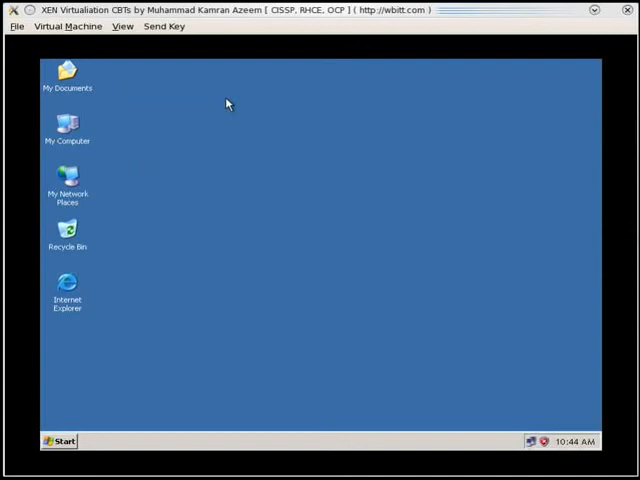 XEN Virtualiation CBTs by Muhammad Kamran Azeem [ CISSP, RHCE, OCP ] ( http://wbitt.com )
File Virtual Machine View Send Key
My Documents
My Computer
My Network
Places
Recycle Bin
Internet
Explorer
Start 10:44 AM